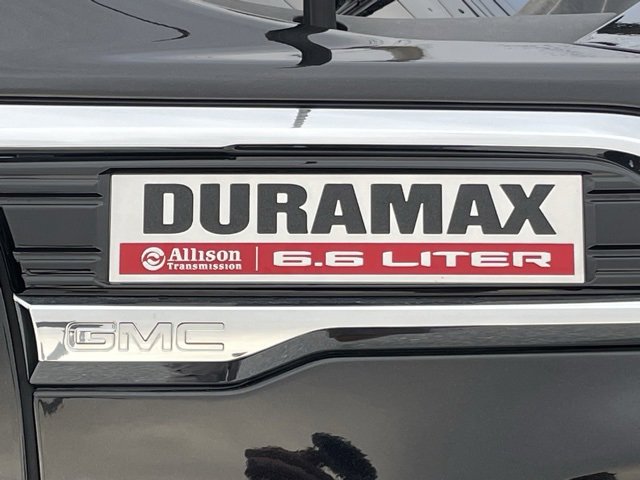 DURAMAX
Allison Transmission 6.6 LITER
GMC